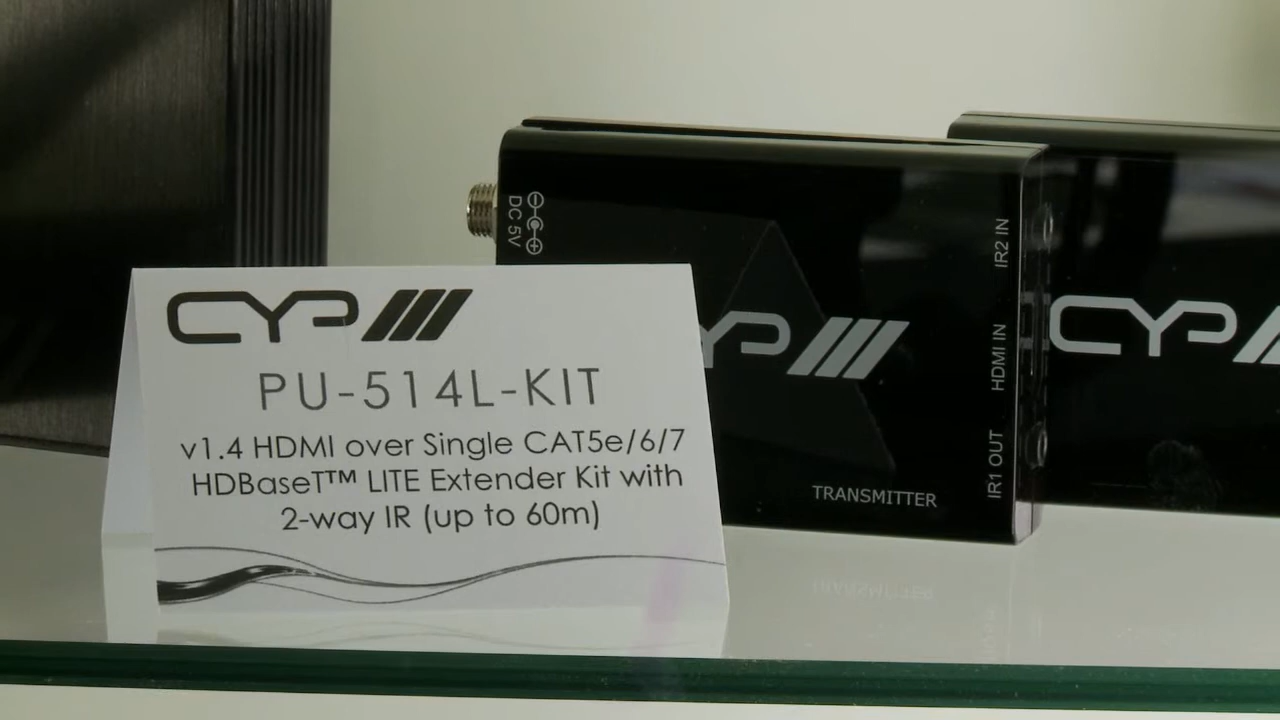 CYP
PU-514L-KIT
v1.4 HDMI over Single CAT5e/6/7
HDBaseT™ LITE Extender Kit with
2-way IR (up to 60m)
DC 5V
YP
TRANSMITTER
IR2 IN
HDMI IN
IR1 OUT
CYP